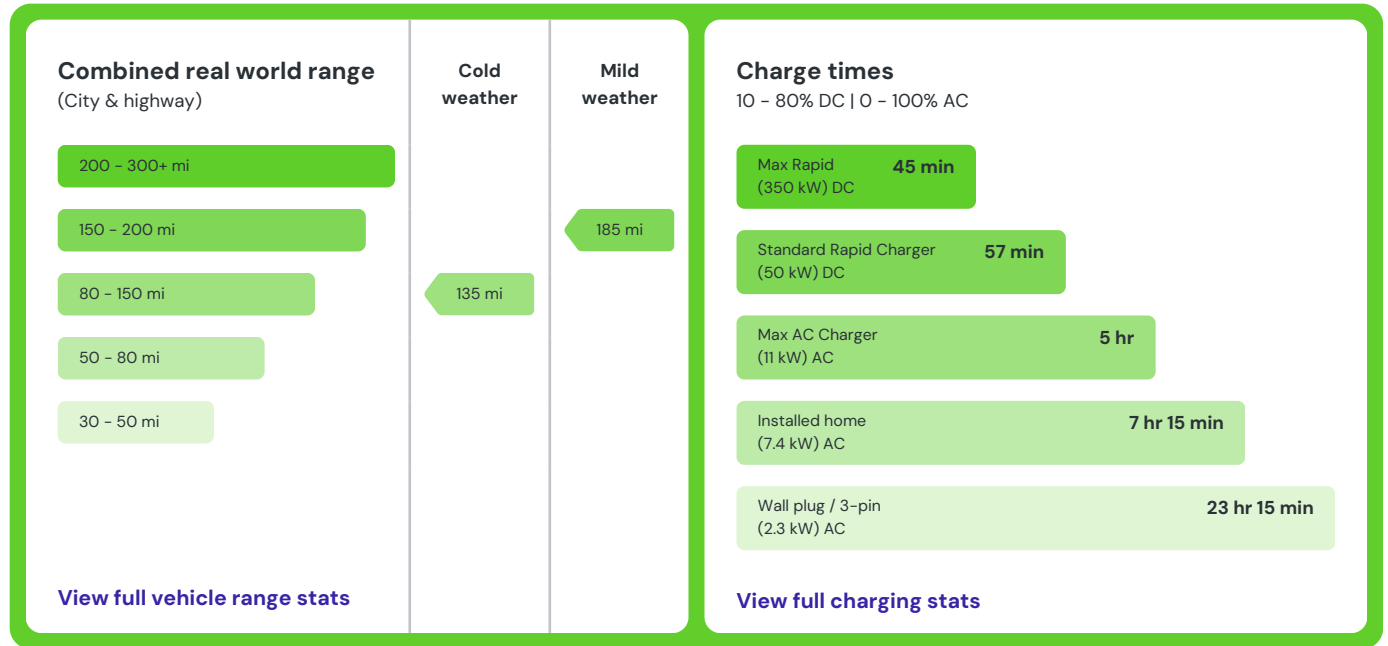 Combined real world range
(City & highway)
Cold
weather
Mild
weather
200 - 300+ mi
150 - 200 mi
185 mi
80 - 150 mi
135 mi
50 - 80 mi
30 - 50 mi
View full vehicle range stats
Charge times
10 - 80% DC | 0 - 100% AC
Max Rapid
(350 kW) DC
45 min
Standard Rapid Charger
(50 kW) DC
57 min
Max AC Charger
(11 kW) AC
5 hr
Installed home
(7.4 kW) AC
7 hr 15 min
Wall plug / 3-pin
(2.3 kW) AC
23 hr 15 min
View full charging stats